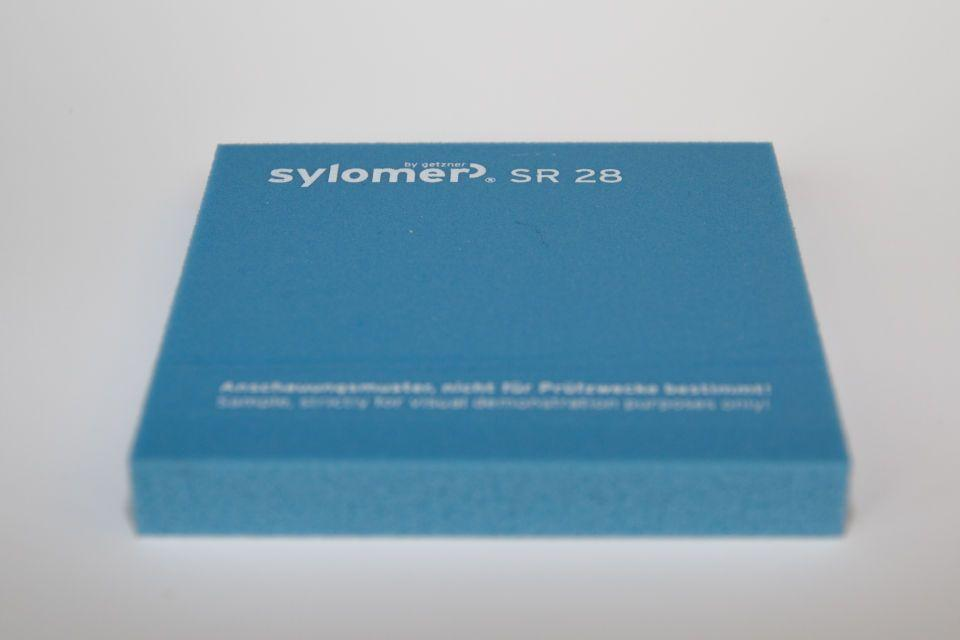 by getzner
sylomer® SR 28
Anschauungsmuster, nicht für Prüfzwecke bestimmt!
Sample, strictly for visual demonstration purposes only!